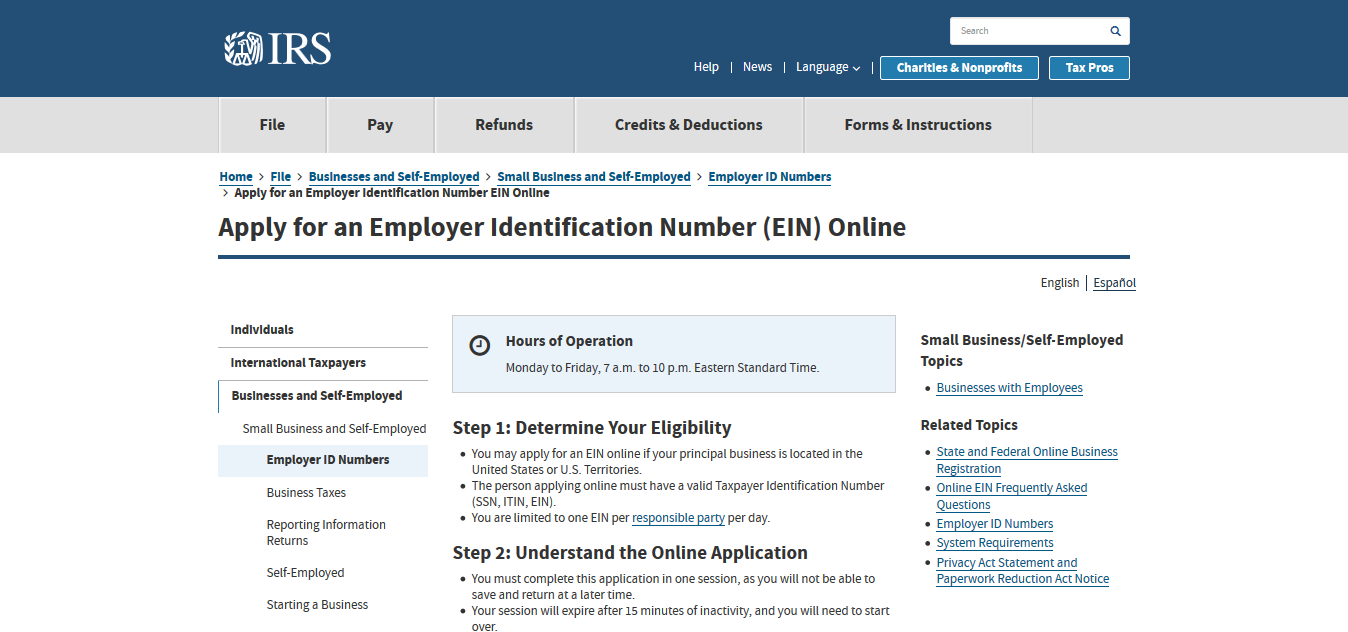 IRS
Search
Help | News | Language | Charities & Nonprofits Tax Pros
File Pay Refunds Credits & Deductions Forms & Instructions
Home > File > Businesses and Self-Employed > Small Business and Self-Employed > Employer ID Numbers
> Apply for an Employer Identification Number EIN Online
Apply for an Employer Identification Number (EIN) Online
English | Español
Individuals
International Taxpayers
Businesses and Self-Employed
Small Business and Self-Employed
Employer ID Numbers
Business Taxes
Reporting Information
Returns
Self-Employed
Starting a Business
Hours of Operation
Monday to Friday, 7 a.m. to 10 p.m. Eastern Standard Time.
Step 1: Determine Your Eligibility
• You may apply for an EIN online if your principal business is located in the
United States or U.S. Territories.
• The person applying online must have a valid Taxpayer Identification Number
(SSN, ITIN, EIN).
• You are limited to one EIN per responsible party per day.
Step 2: Understand the Online Application
• You must complete this application in one session, as you will not be able to
save and return at a later time.
• Your session will expire after 15 minutes of inactivity, and you will need to start
over.
Small Business/Self-Employed
Topics
• Businesses with Employees
Related Topics
• State and Federal Online Business
Registration
• Online EIN Frequently Asked
Questions
• Employer ID Numbers
• System Requirements
• Privacy Act Statement and
Paperwork Reduction Act Notice